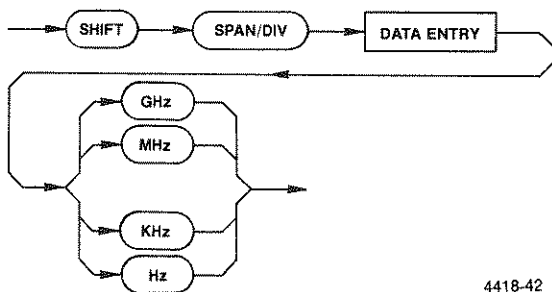 SHIFT SPAN/DIV DATA ENTRY
GHz
MHz
KHz
Hz
4418-42